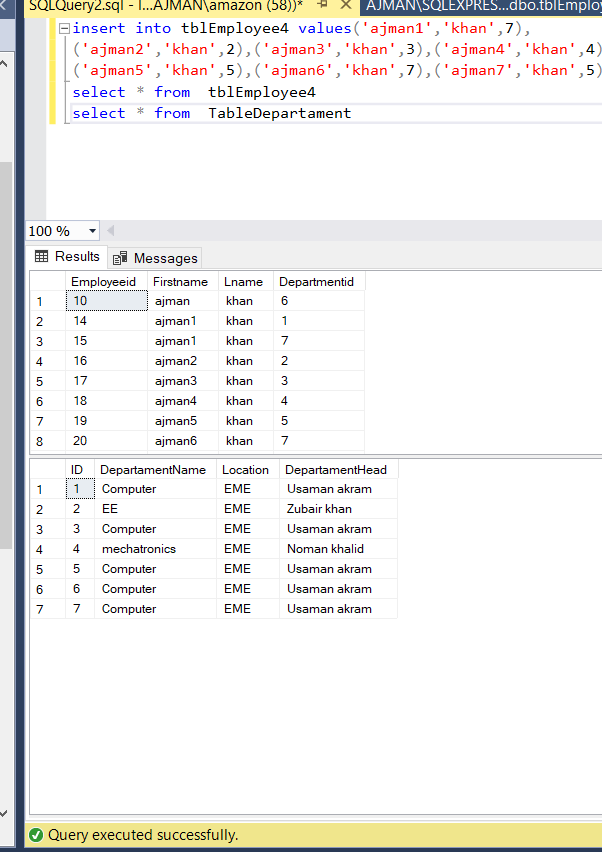 SQLQuery2.sql - l...AJMAN\amazon (58))* AJMAN\SQLEXPRES...dbo.tblEmploy
insert into tblEmployee4 values('ajman1','khan',7),
('ajman2','khan',2),('ajman3','khan',3),('ajman4','khan',4)
('ajman5','khan',5),('ajman6','khan',7),('ajman7','khan',5)
select * from tblEmployee4
select * from TableDepartament
100 %
Results Messages
Employeeid Firstname Lname Departmentid
1 10 ajman khan 6
2 14 ajman1 khan 1
3 15 ajman1 khan 7
4 16 ajman2 khan 2
5 17 ajman3 khan 3
6 18 ajman4 khan 4
7 19 ajman5 khan 5
8 20 ajman6 khan 7
ID DepartamentName Location DepartamentHead
1 1 Computer EME Usaman akram
2 2 EE EME Zubair khan
3 3 Computer EME Usaman akram
4 4 mechatronics EME Noman khalid
5 5 Computer EME Usaman akram
6 6 Computer EME Usaman akram
7 7 Computer EME Usaman akram
Query executed successfully.